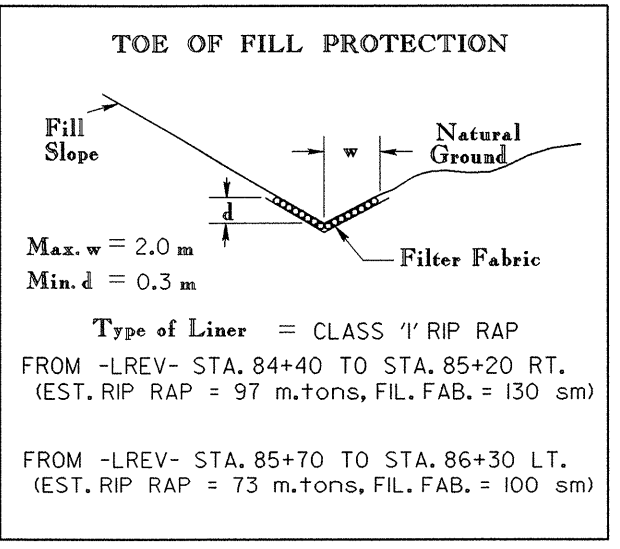 TOE OF FILL PROTECTION
Fill
Slope
Natural
Ground
w
d
Max. w = 2.0 m
Min. d = 0.3 m
Filter Fabric
Type of Liner = CLASS 'I' RIP RAP
FROM -LREV- STA. 84+40 TO STA. 85+20 RT.
(EST. RIP RAP = 97 m.tons, FIL. FAB. = 130 sm)
FROM -LREV- STA. 85+70 TO STA. 86+30 LT.
(EST. RIP RAP = 73 m.tons, FIL. FAB. = 100 sm)